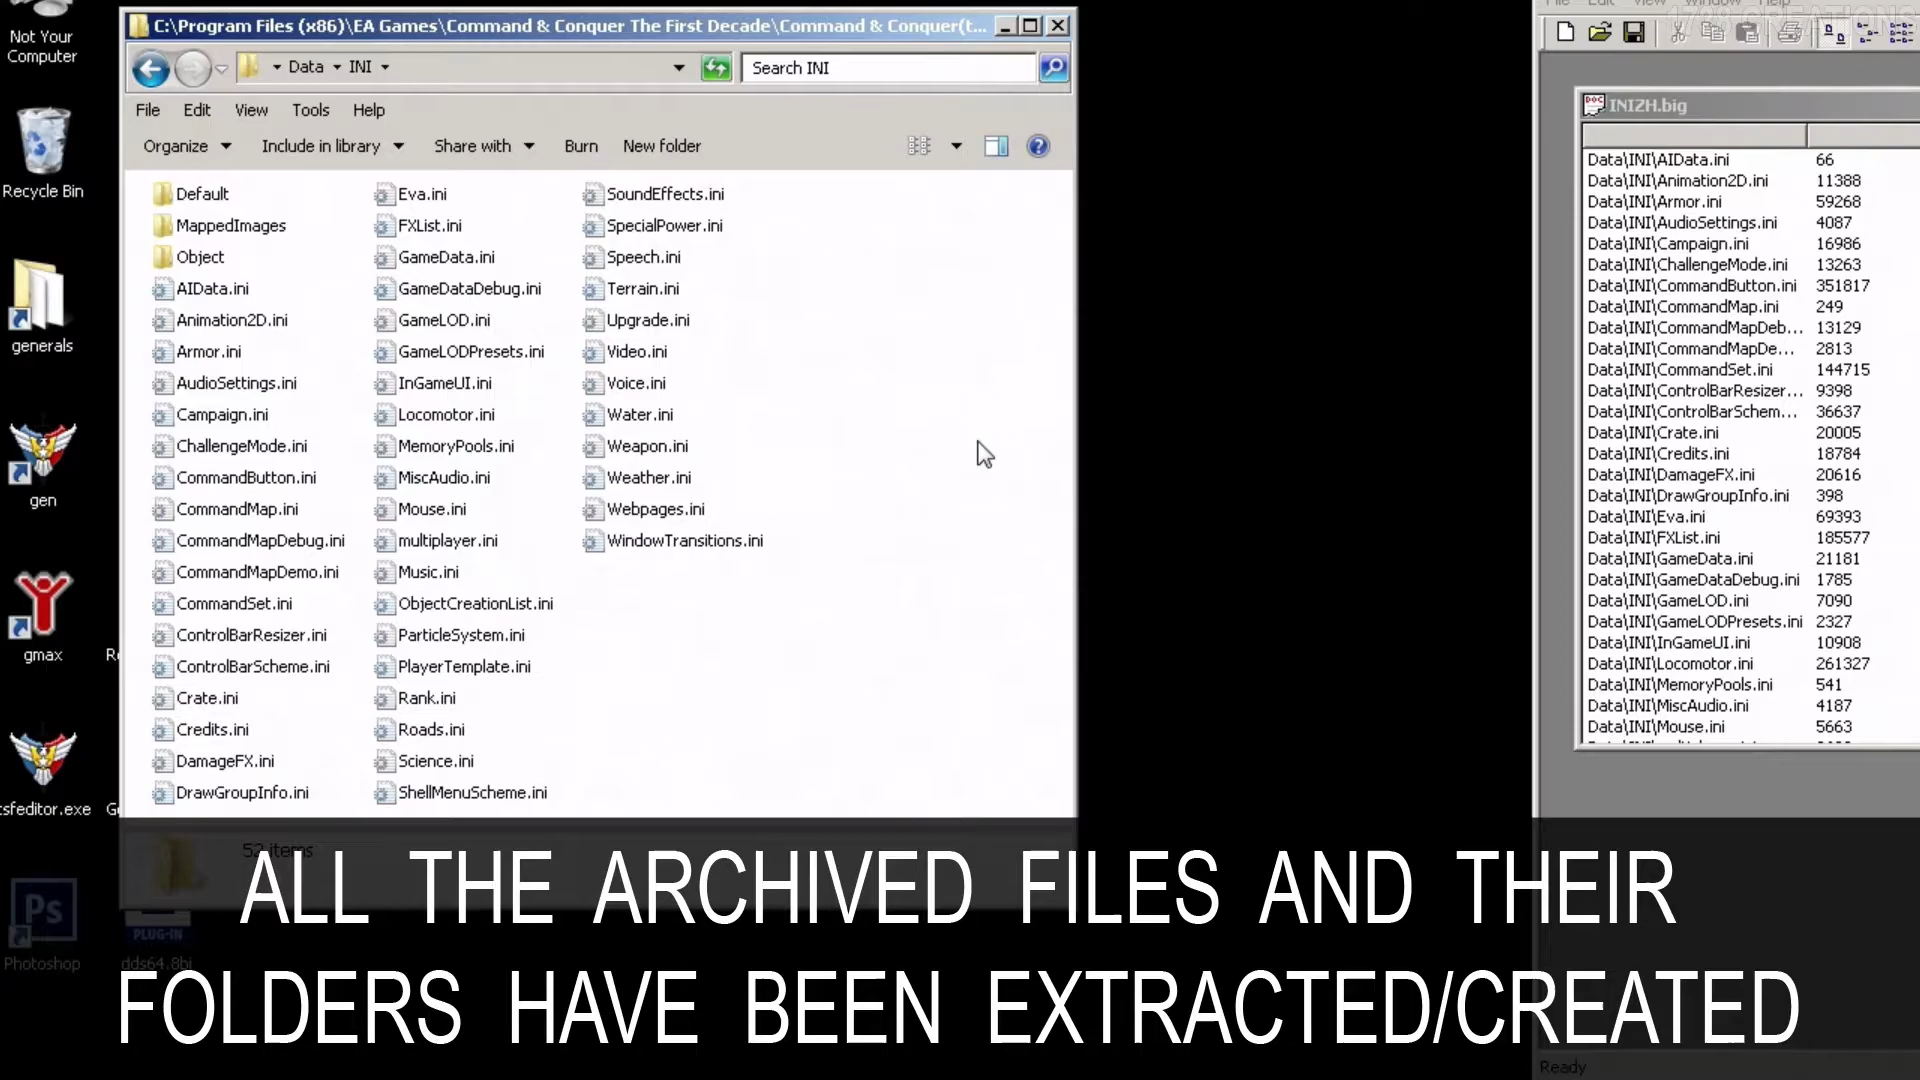 Not Your
Computer
Recycle Bin
generals
gen
gmax
tsfeditor.exe
Photoshop
PLUG-IN
dds64.8bi
C:\Program Files (x86)\EA Games\Command & Conquer The First Decade\Command & Conquer(t...
Data INI
Search INI
File Edit View Tools Help
Organize Include in library Share with Burn New folder
Default
MappedImages
Object
AIData.ini
Animation2D.ini
Armor.ini
AudioSettings.ini
Campaign.ini
ChallengeMode.ini
CommandButton.ini
CommandMap.ini
CommandMapDebug.ini
CommandMapDemo.ini
CommandSet.ini
ControlBarResizer.ini
ControlBarScheme.ini
Crate.ini
Credits.ini
DamageFX.ini
DrawGroupInfo.ini
Eva.ini
FXList.ini
GameData.ini
GameDataDebug.ini
GameLOD.ini
GameLODPresets.ini
InGameUI.ini
Locomotor.ini
MemoryPools.ini
MiscAudio.ini
Mouse.ini
multiplayer.ini
Music.ini
ObjectCreationList.ini
ParticleSystem.ini
PlayerTemplate.ini
Rank.ini
Roads.ini
Science.ini
ShellMenuScheme.ini
SoundEffects.ini
SpecialPower.ini
Speech.ini
Terrain.ini
Upgrade.ini
Video.ini
Voice.ini
Water.ini
Weapon.ini
Weather.ini
Webpages.ini
WindowTransitions.ini
52 items
File Edit View Window Help
INIZH.big
Data\INI\AIData.ini 66
Data\INI\Animation2D.ini 11388
Data\INI\Armor.ini 59268
Data\INI\AudioSettings.ini 4087
Data\INI\Campaign.ini 16986
Data\INI\ChallengeMode.ini 13263
Data\INI\CommandButton.ini 351817
Data\INI\CommandMap.ini 249
Data\INI\CommandMapDeb... 13129
Data\INI\CommandMapDe... 2813
Data\INI\CommandSet.ini 144715
Data\INI\ControlBarResizer... 9398
Data\INI\ControlBarSchem... 36637
Data\INI\Crate.ini 20005
Data\INI\Credits.ini 18784
Data\INI\DamageFX.ini 20616
Data\INI\DrawGroupInfo.ini 398
Data\INI\Eva.ini 69393
Data\INI\FXList.ini 185577
Data\INI\GameData.ini 21181
Data\INI\GameDataDebug.ini 1785
Data\INI\GameLOD.ini 7090
Data\INI\GameLODPresets.ini 2327
Data\INI\InGameUI.ini 10908
Data\INI\Locomotor.ini 261327
Data\INI\MemoryPools.ini 541
Data\INI\MiscAudio.ini 4187
Data\INI\Mouse.ini 5663
Ready
ALL THE ARCHIVED FILES AND THEIR
FOLDERS HAVE BEEN EXTRACTED/CREATED